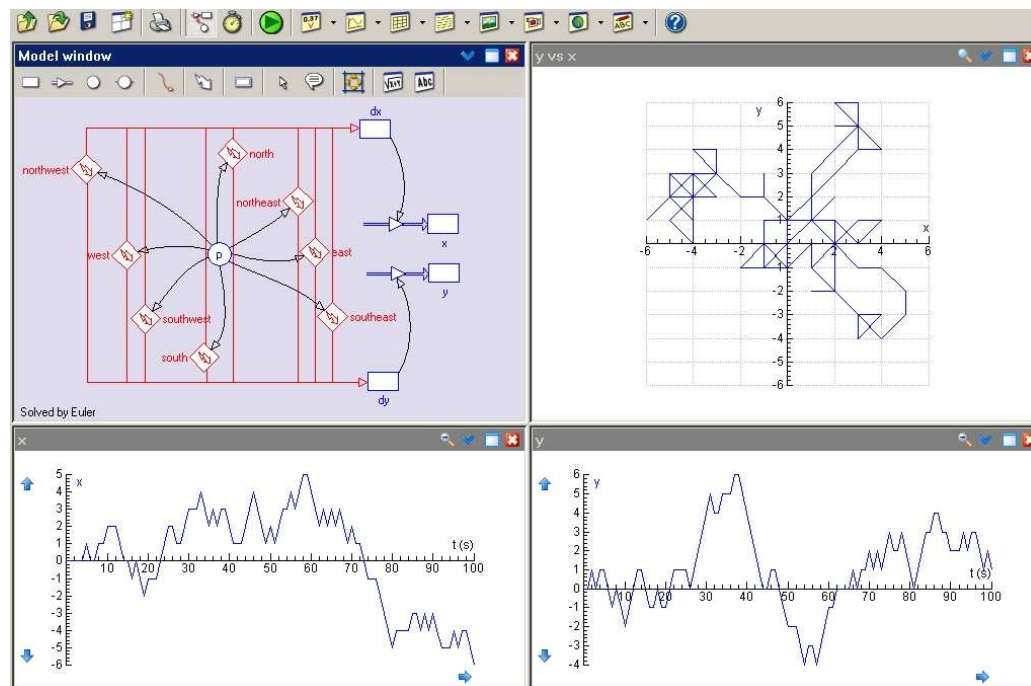 0.37
ABC
Model window
√x+y
Abc
dx
northwest
north
northeast
west
p
east
x
y
southwest
southeast
south
dy
Solved by Euler
y vs x
y
6
5
4
3
2
1
x
-6 -4 -2 2 4 6
-1
-2
-3
-4
-5
-6
x
5
x
4
3
2
1
t (s)
10 20 30 40 50 60 70 80 90 100
-1
-2
-3
-4
-5
-6
y
6
y
5
4
3
2
1
t (s)
10 20 30 40 50 60 70 80 90 100
-1
-2
-3
-4